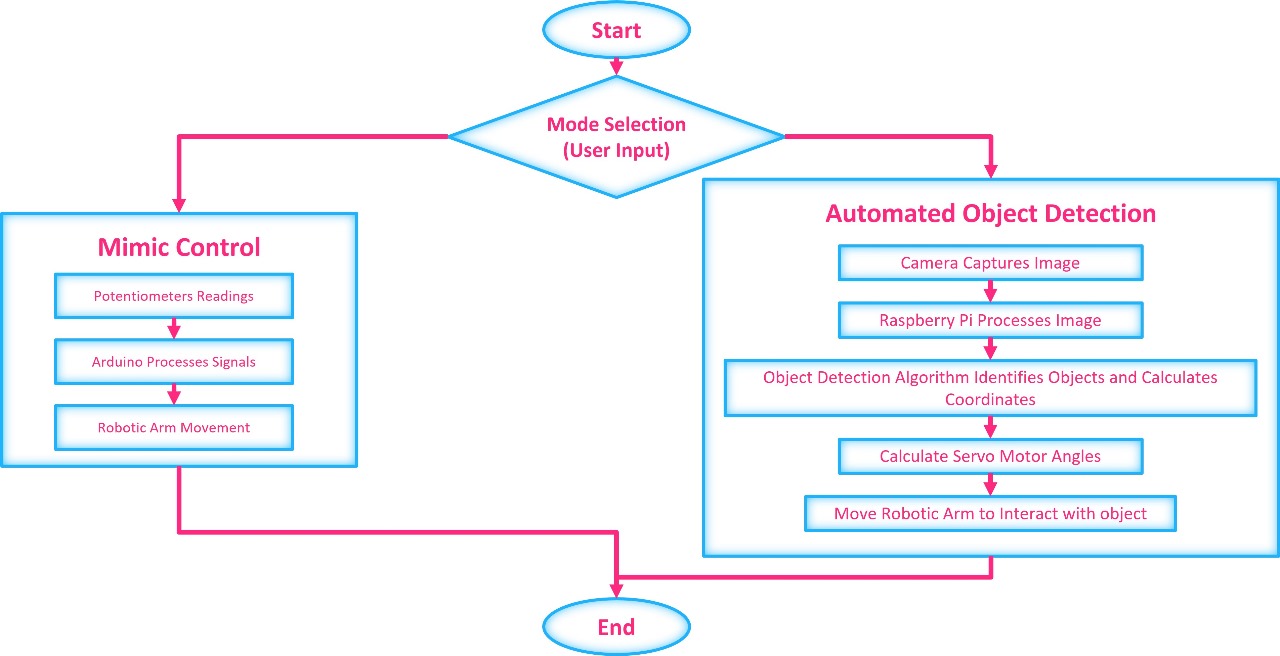 Start
Mode Selection
(User Input)
Mimic Control
Potentiometers Readings
Arduino Processes Signals
Robotic Arm Movement
Automated Object Detection
Camera Captures Image
Raspberry Pi Processes Image
Object Detection Algorithm Identifies Objects and Calculates
Coordinates
Calculate Servo Motor Angles
Move Robotic Arm to Interact with object
End